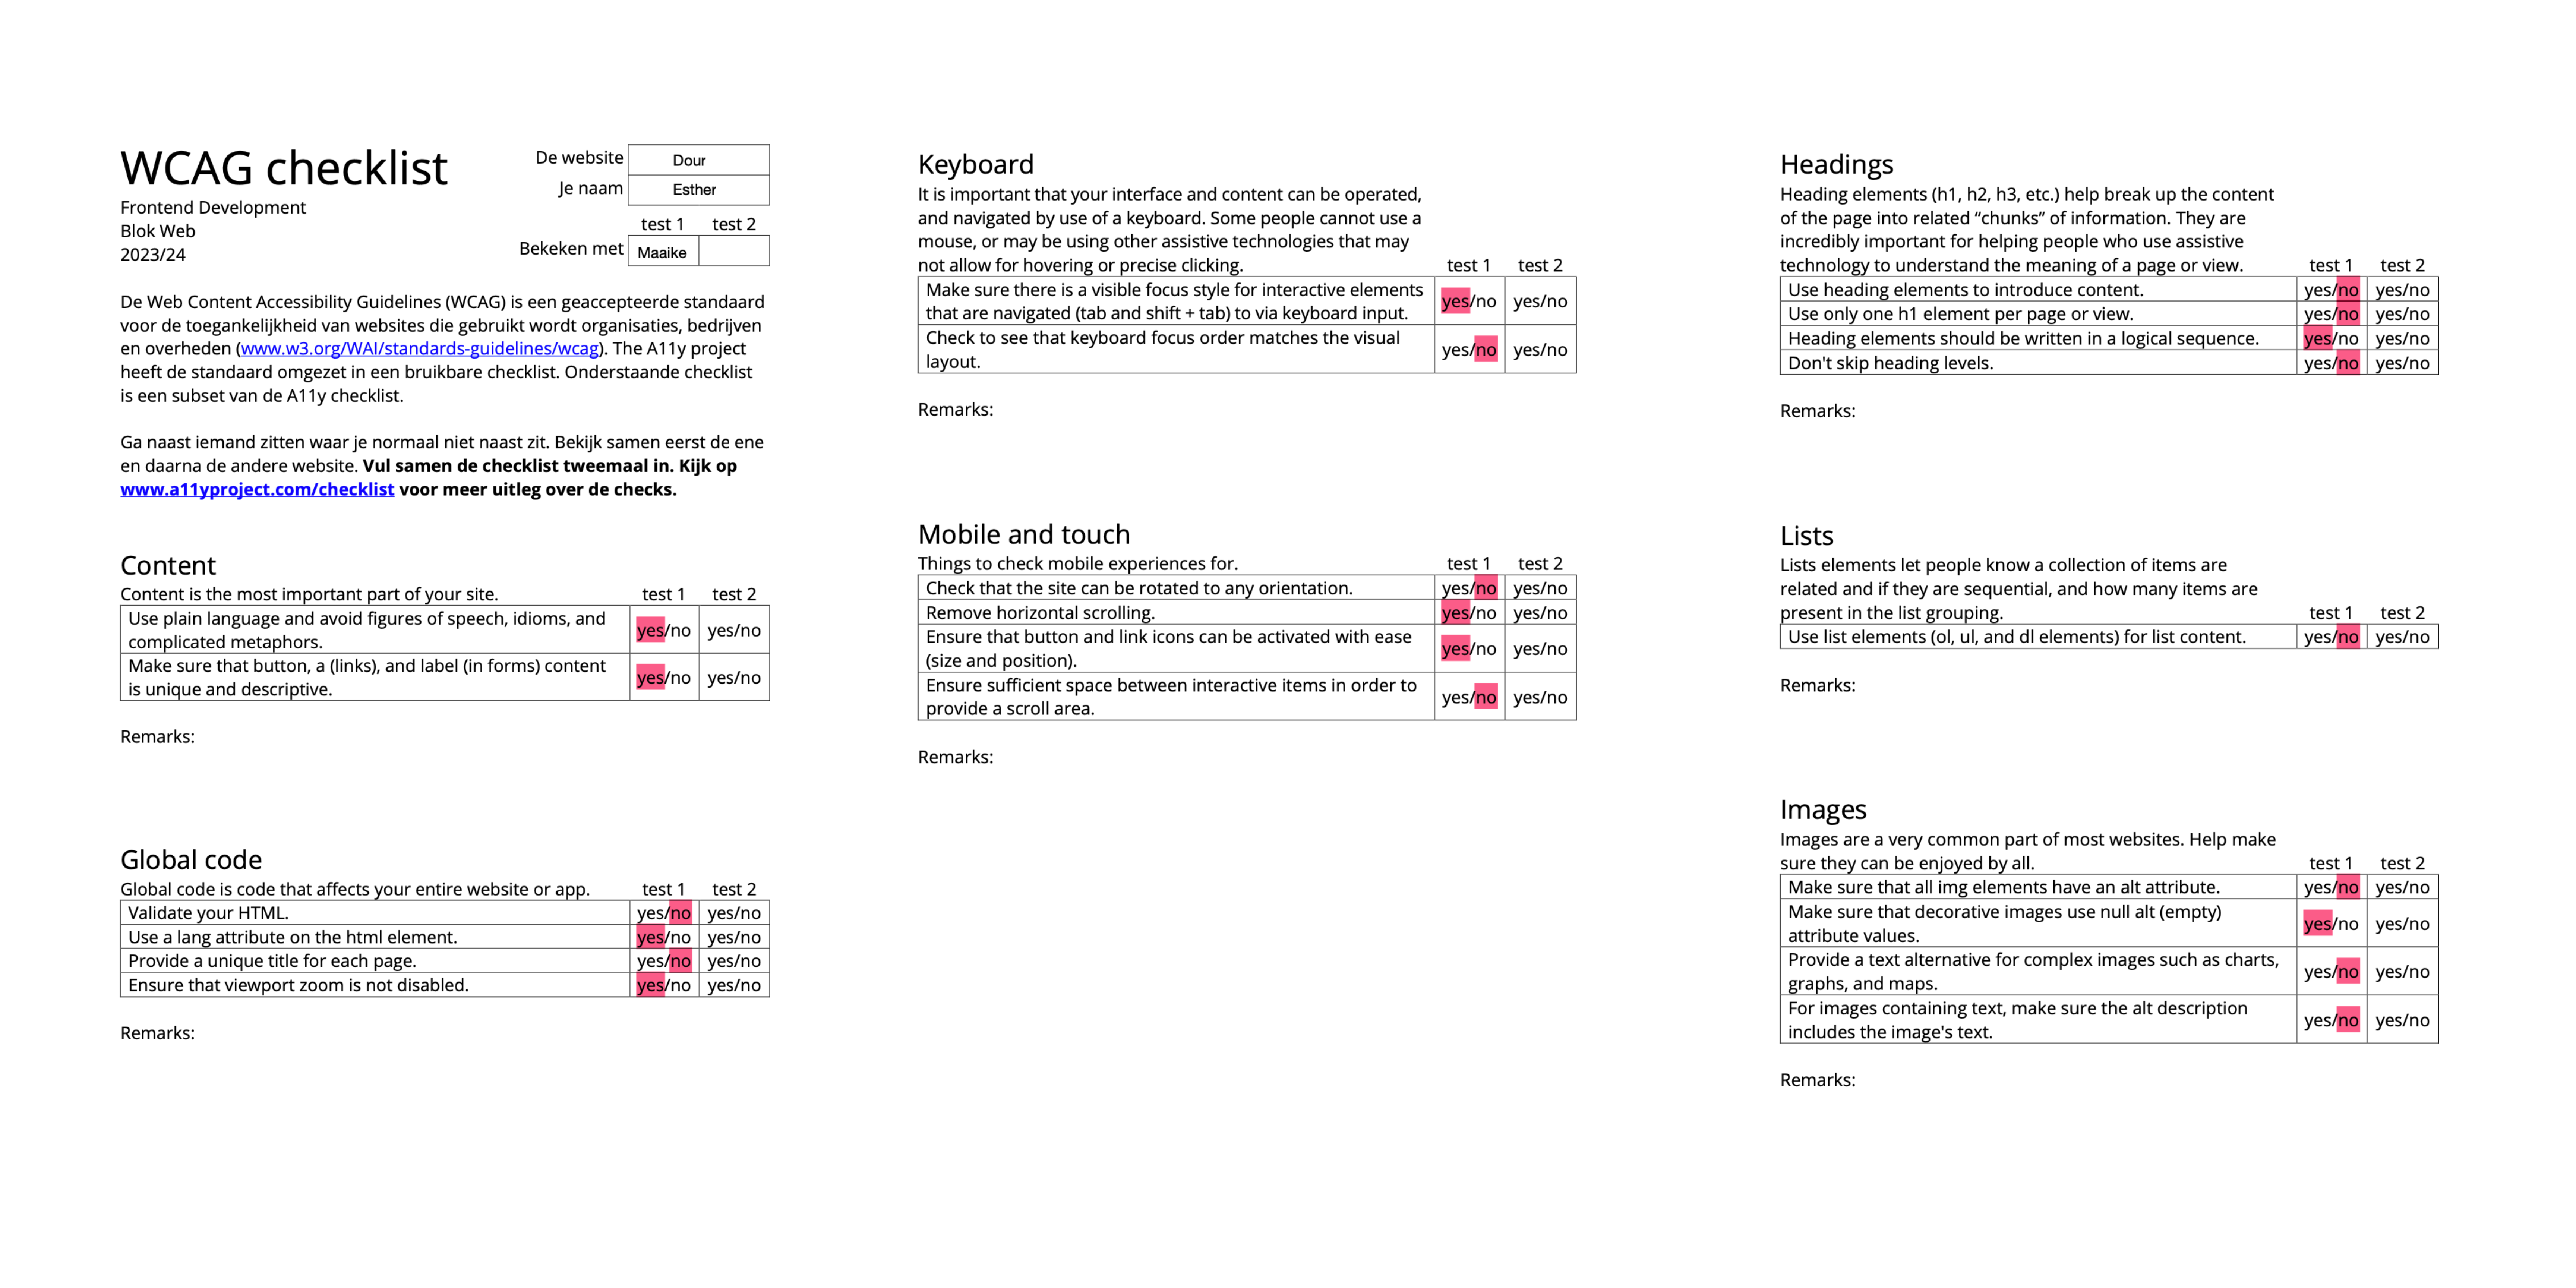 WCAG checklist
Frontend Development
Blok Web
2023/24
De website Dour
Je naam Esther
test 1 test 2
Bekeken met Maaike
De Web Content Accessibility Guidelines (WCAG) is een geaccepteerde standaard
voor de toegankelijkheid van websites die gebruikt wordt organisaties, bedrijven
en overheden (www.w3.org/WAI/standards-guidelines/wcag). The A11y project
heeft de standaard omgezet in een bruikbare checklist. Onderstaande checklist
is een subset van de A11y checklist.
Ga naast iemand zitten waar je normaal niet naast zit. Bekijk samen eerst de ene
en daarna de andere website. Vul samen de checklist tweemaal in. Kijk op
www.a11yproject.com/checklist voor meer uitleg over de checks.
Content
Content is the most important part of your site. test 1 test 2
Use plain language and avoid figures of speech, idioms, and
complicated metaphors. yes/no yes/no
Make sure that button, a (links), and label (in forms) content
is unique and descriptive. yes/no yes/no
Remarks:
Global code
Global code is code that affects your entire website or app. test 1 test 2
Validate your HTML. yes/no yes/no
Use a lang attribute on the html element. yes/no yes/no
Provide a unique title for each page. yes/no yes/no
Ensure that viewport zoom is not disabled. yes/no yes/no
Remarks:
Keyboard
It is important that your interface and content can be operated,
and navigated by use of a keyboard. Some people cannot use a
mouse, or may be using other assistive technologies that may
not allow for hovering or precise clicking. test 1 test 2
Make sure there is a visible focus style for interactive elements
that are navigated (tab and shift + tab) to via keyboard input. yes/no yes/no
Check to see that keyboard focus order matches the visual
layout. yes/no yes/no
Remarks:
Mobile and touch
Things to check mobile experiences for. test 1 test 2
Check that the site can be rotated to any orientation. yes/no yes/no
Remove horizontal scrolling. yes/no yes/no
Ensure that button and link icons can be activated with ease
(size and position). yes/no yes/no
Ensure sufficient space between interactive items in order to
provide a scroll area. yes/no yes/no
Remarks:
Headings
Heading elements (h1, h2, h3, etc.) help break up the content
of the page into related “chunks” of information. They are
incredibly important for helping people who use assistive
technology to understand the meaning of a page or view. test 1 test 2
Use heading elements to introduce content. yes/no yes/no
Use only one h1 element per page or view. yes/no yes/no
Heading elements should be written in a logical sequence. yes/no yes/no
Don't skip heading levels. yes/no yes/no
Remarks:
Lists
Lists elements let people know a collection of items are
related and if they are sequential, and how many items are
present in the list grouping. test 1 test 2
Use list elements (ol, ul, and dl elements) for list content. yes/no yes/no
Remarks:
Images
Images are a very common part of most websites. Help make
sure they can be enjoyed by all. test 1 test 2
Make sure that all img elements have an alt attribute. yes/no yes/no
Make sure that decorative images use null alt (empty)
attribute values. yes/no yes/no
Provide a text alternative for complex images such as charts,
graphs, and maps. yes/no yes/no
For images containing text, make sure the alt description
includes the image's text. yes/no yes/no
Remarks: